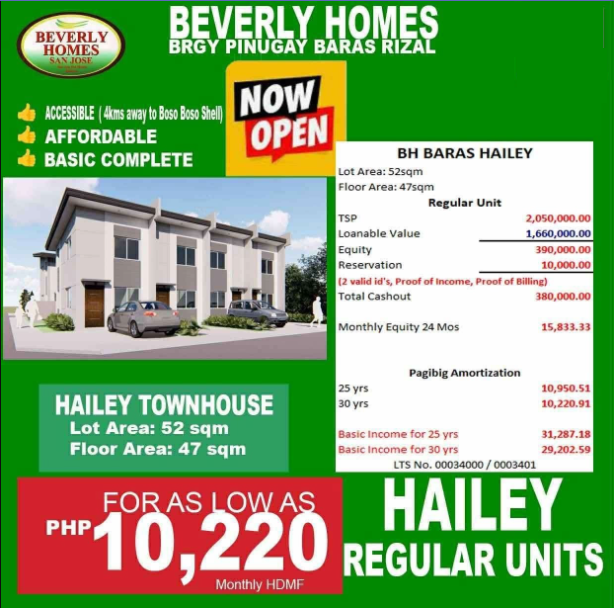 BEVERLY HOMES
BRGY PINUGAY BARAS RIZAL
BEVERLY
HOMES
SAN JOSE
ACCESSIBLE ( 4kms away to Boso Boso Shell)
AFFORDABLE
BASIC COMPLETE
NOW
OPEN
BH BARAS HAILEY
Lot Area: 52sqm
Floor Area: 47sqm
Regular Unit
TSP 2,050,000.00
Loanable Value 1,660,000.00
Equity 390,000.00
Reservation 10,000.00
(2 valid id's, Proof of Income, Proof of Billing)
Total Cashout 380,000.00
Monthly Equity 24 Mos 15,833.33
Pagibig Amortization
25 yrs 10,950.51
30 yrs 10,220.91
Basic Income for 25 yrs 31,287.18
Basic Income for 30 yrs 29,202.59
LTS No. 00034000 / 0003401
HAILEY TOWNHOUSE
Lot Area: 52 sqm
Floor Area: 47 sqm
FOR AS LOW AS
PHP 10,220
Monthly HDMF
HAILEY
REGULAR UNITS